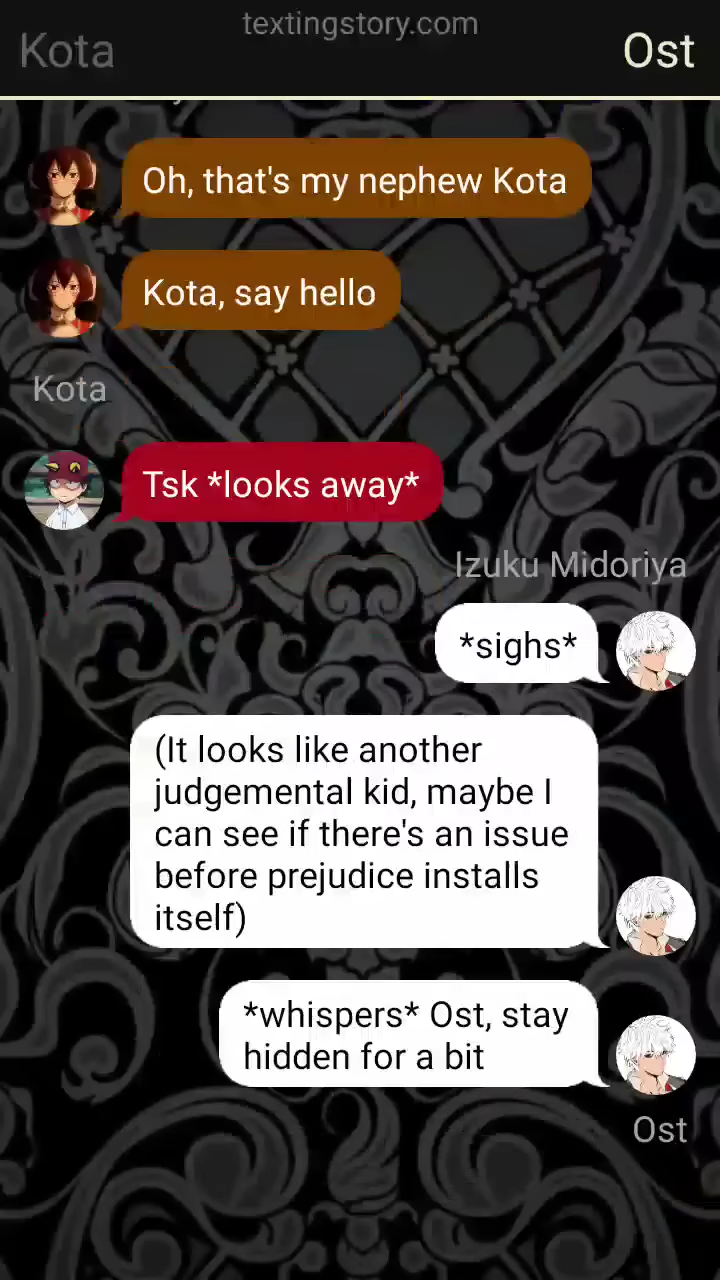 textingstory.com
Kota
Ost
Oh, that's my nephew Kota
Kota, say hello
Kota
Tsk *looks away*
Izuku Midoriya
*sighs*
(It looks like another
judgemental kid, maybe I
can see if there's an issue
before prejudice installs
itself)
*whispers* Ost, stay
hidden for a bit
Ost